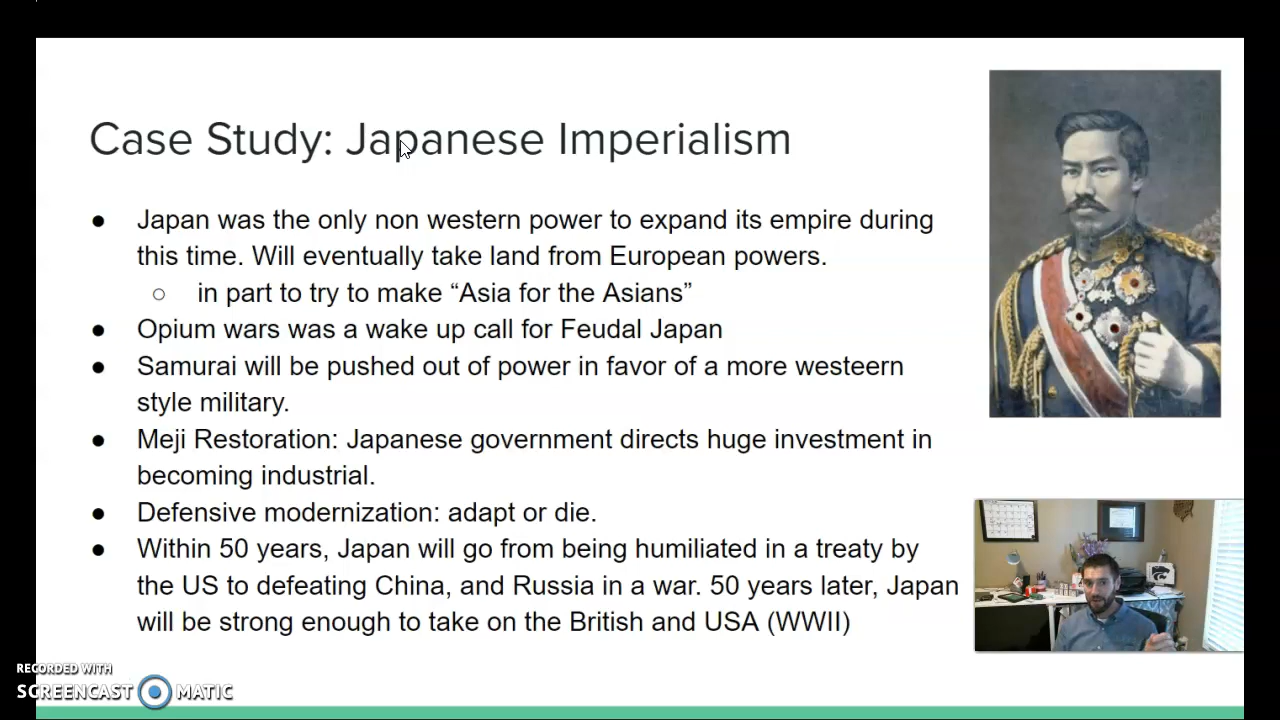 Case Study: Japanese Imperialism
● Japan was the only non western power to expand its empire during
this time. Will eventually take land from European powers.
○ in part to try to make “Asia for the Asians”
● Opium wars was a wake up call for Feudal Japan
● Samurai will be pushed out of power in favor of a more westeern
style military.
● Meji Restoration: Japanese government directs huge investment in
becoming industrial.
● Defensive modernization: adapt or die.
● Within 50 years, Japan will go from being humiliated in a treaty by
the US to defeating China, and Russia in a war. 50 years later, Japan
will be strong enough to take on the British and USA (WWII)
RECORDED WITH
SCREENCAST MATIC